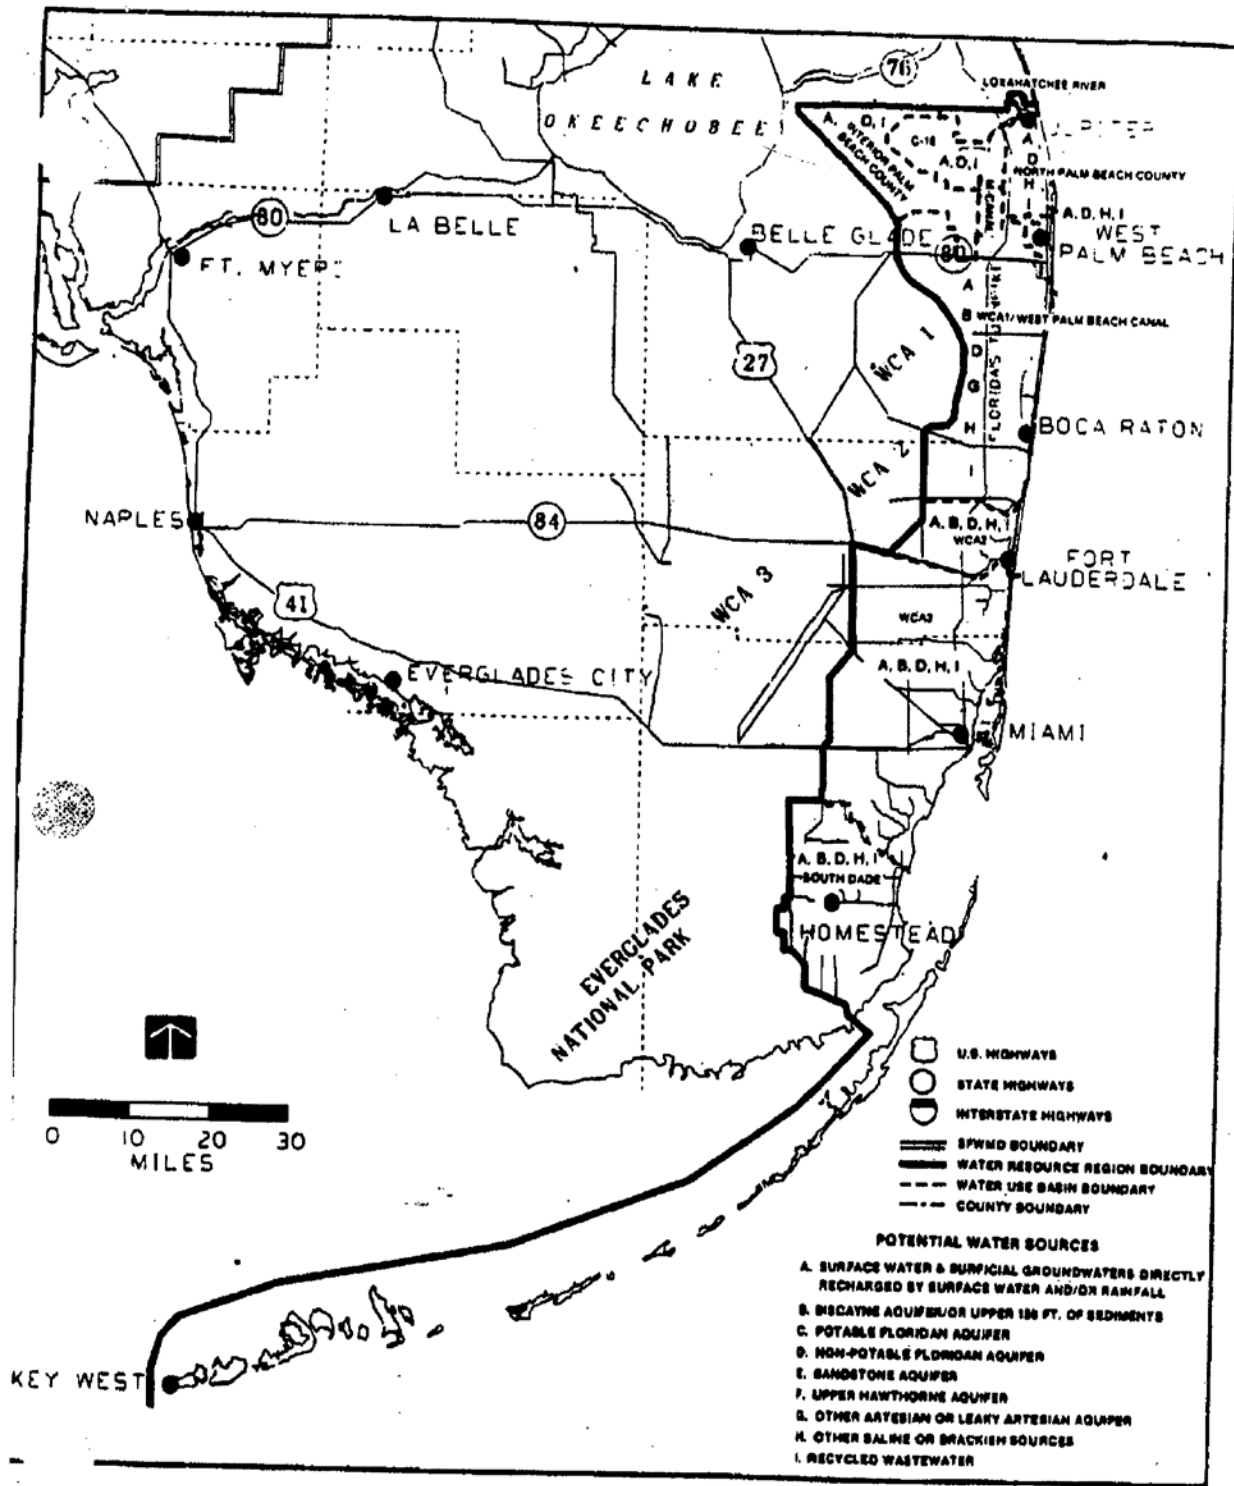 LAKE
OKEECHOBEE
76
LOXAHATCHEE RIVER
JUPITER
A, D, I
C-18
INTERIOR PALM
BEACH COUNTY
A, D, I
A
D
NORTH PALM BEACH COUNTY
H
I
A, D, H, I
WEST
PALM BEACH
80
LA BELLE
BELLE GLADE
80
FT. MYERS
A
B
WCA1/WEST PALM BEACH CANAL
D
G
H
I
FLORIDA'S TURNPIKE
27
WCA 1
BOCA RATON
WCA 2
NAPLES
84
A, B, D, H, I
WCA2
FORT
LAUDERDALE
WCA 3
41
WCA3
EVERGLADES CITY
A, B, D, H, I
MIAMI
A, B, D, H, I
SOUTH DADE
HOMESTEAD
EVERGLADES
NATIONAL PARK
0 10 20 30
MILES
U.S. HIGHWAYS
STATE HIGHWAYS
INTERSTATE HIGHWAYS
SFWMD BOUNDARY
WATER RESOURCE REGION BOUNDARY
WATER USE BASIN BOUNDARY
COUNTY BOUNDARY
POTENTIAL WATER SOURCES
A. SURFACE WATER & SURFICIAL GROUNDWATERS DIRECTLY
RECHARGED BY SURFACE WATER AND/OR RAINFALL
B. BISCAYNE AQUIFER/OR UPPER 150 FT. OF SEDIMENTS
C. POTABLE FLORIDAN AQUIFER
D. NON-POTABLE FLORIDAN AQUIFER
E. SANDSTONE AQUIFER
F. UPPER HAWTHORNE AQUIFER
G. OTHER ARTESIAN OR LEAKY ARTESIAN AQUIFER
H. OTHER SALINE OR BRACKISH SOURCES
I. RECYCLED WASTEWATER
KEY WEST